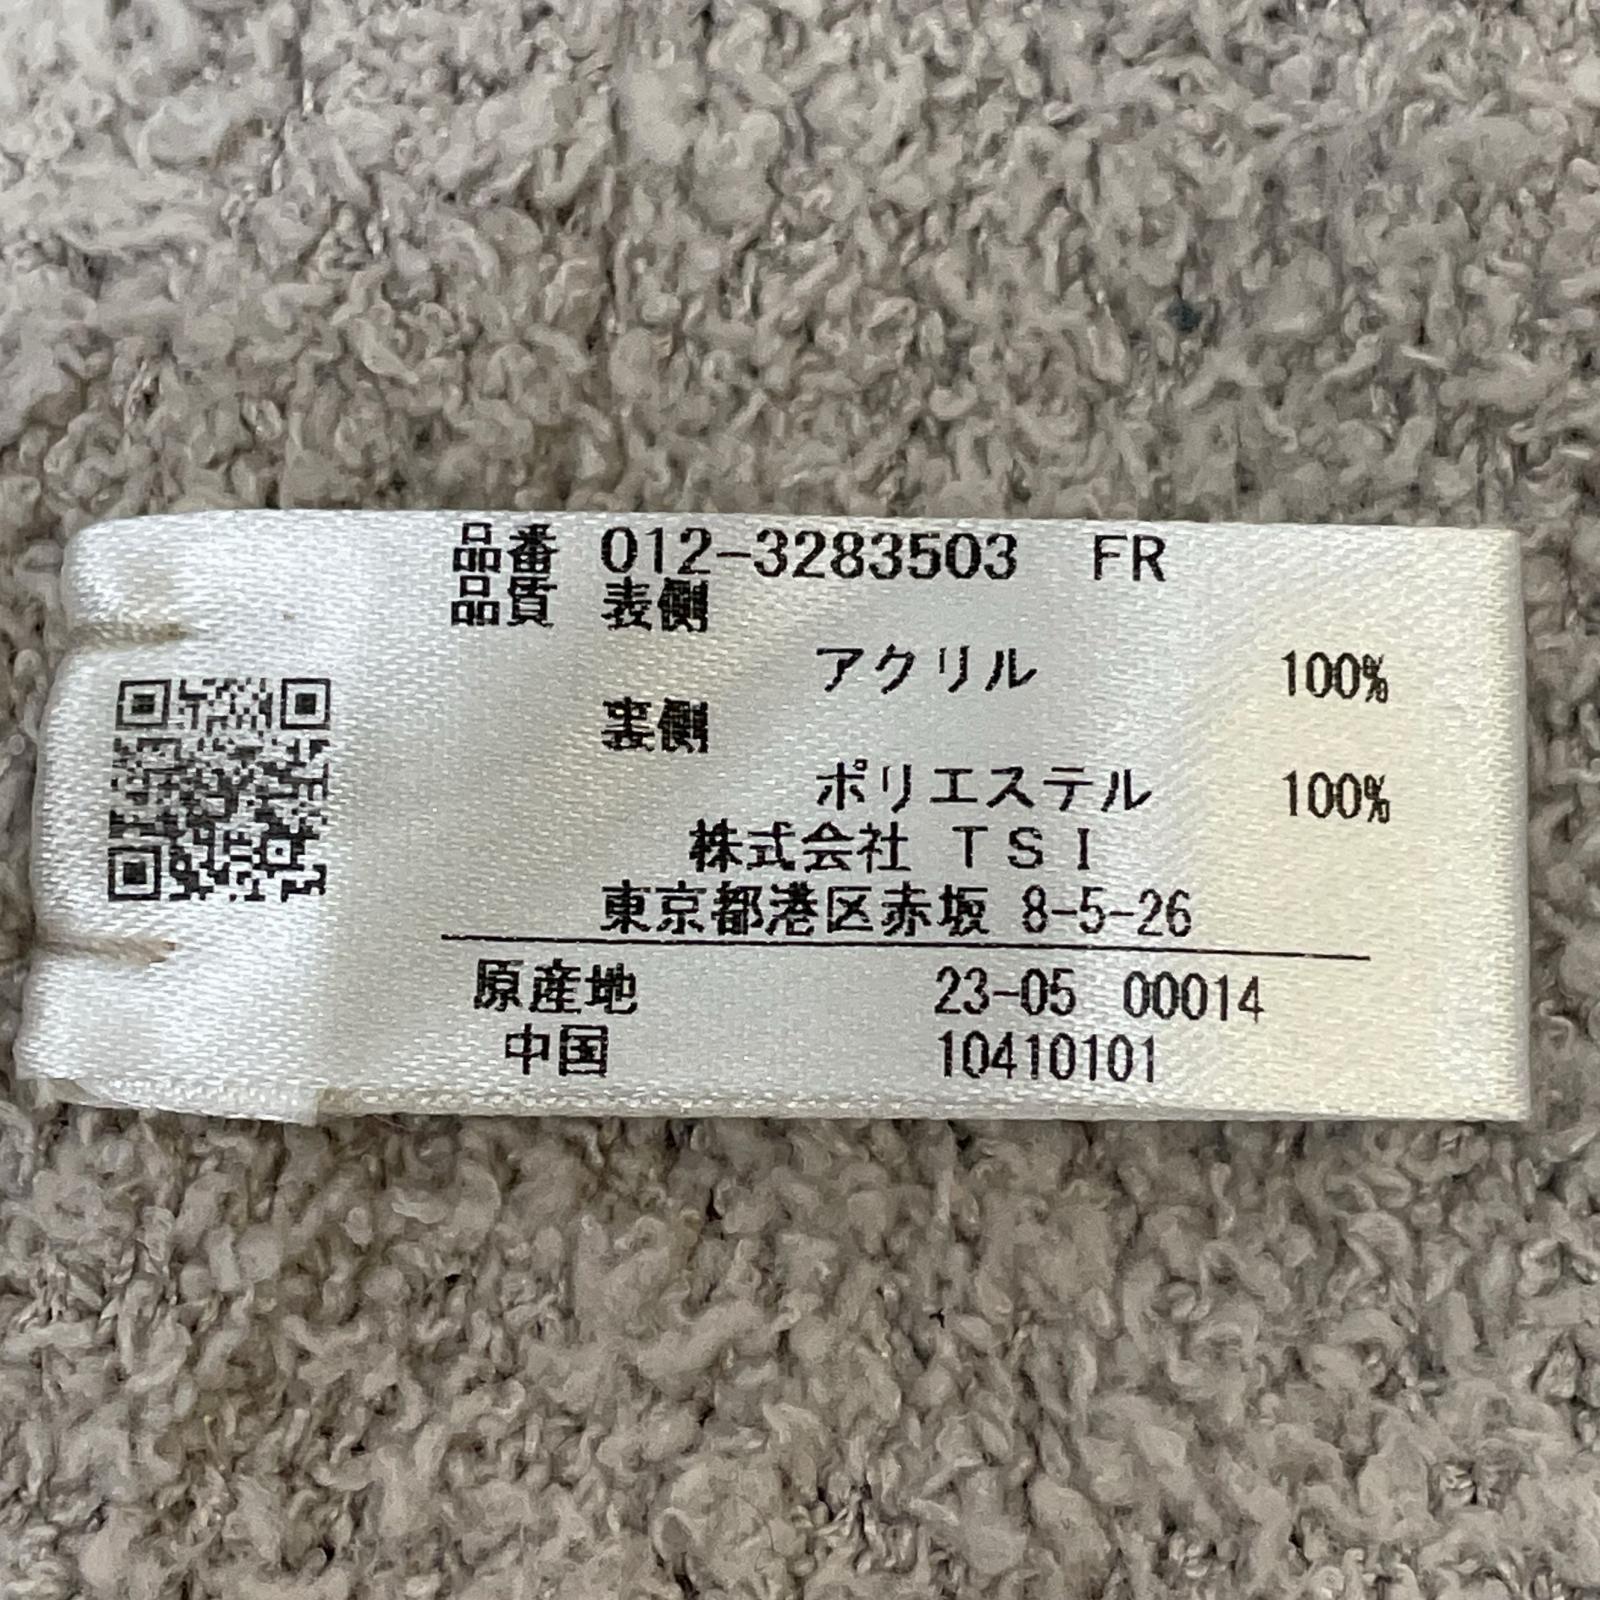 品番 012-3283503 FR
品質 表側
アクリル 100%
裏側
ポリエステル 100%
株式会社 TSI
東京都港区赤坂 8-5-26
原産地 23-05 00014
中国 10410101